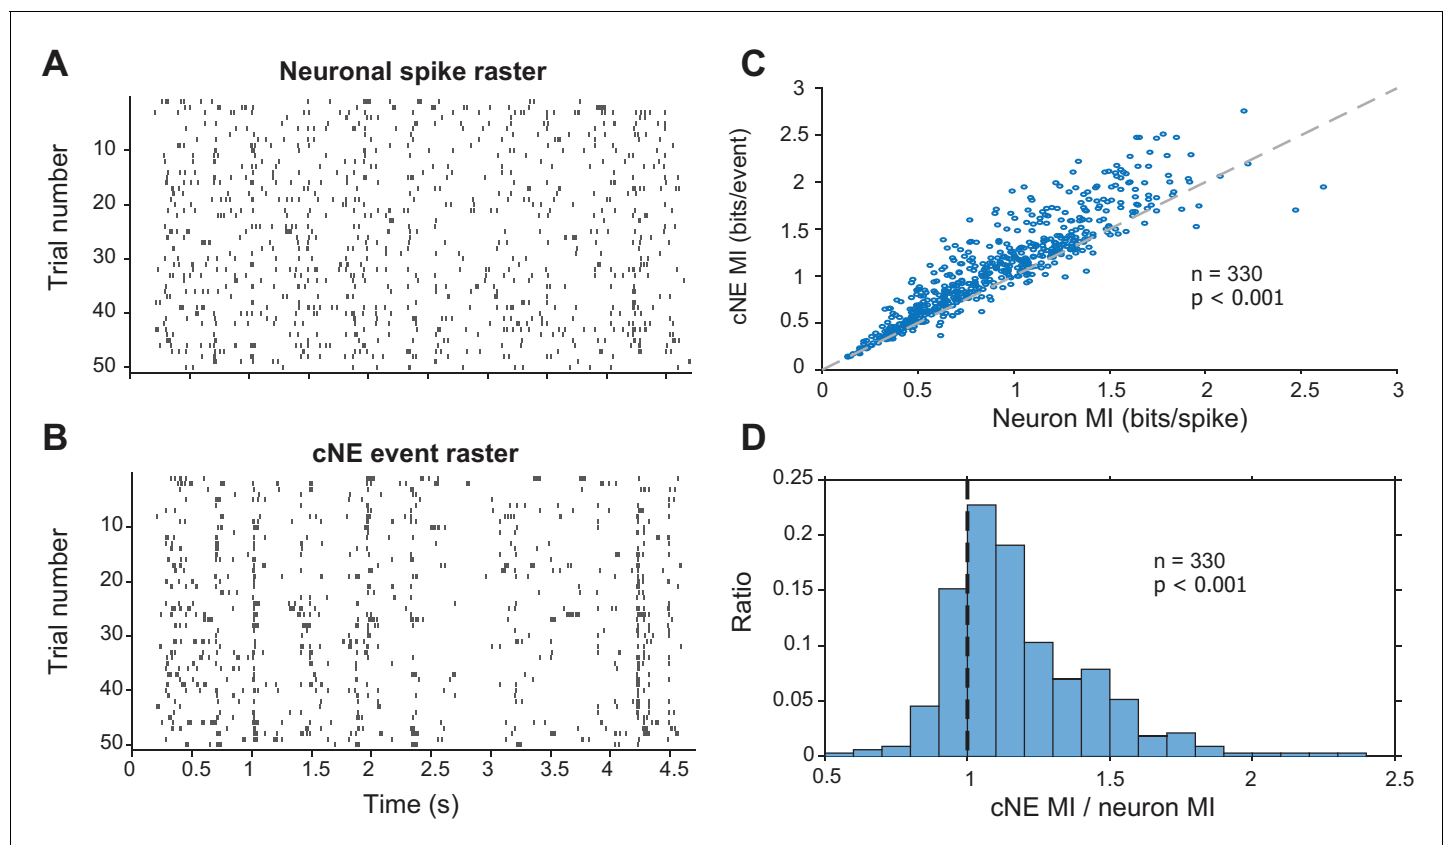 A
Neuronal spike raster
Trial number
10
20
30
40
50
B
cNE event raster
Trial number
10
20
30
40
50
0
0.5
1
1.5
2
2.5
3
3.5
4
4.5
Time (s)
C
cNE MI (bits/event)
3
2.5
2
1.5
1
0.5
0
n = 330
p < 0.001
0
0.5
1
1.5
2
2.5
3
Neuron MI (bits/spike)
D
Ratio
0.25
0.2
0.15
0.1
0.05
0
n = 330
p < 0.001
0.5
1
1.5
2
2.5
cNE MI / neuron MI